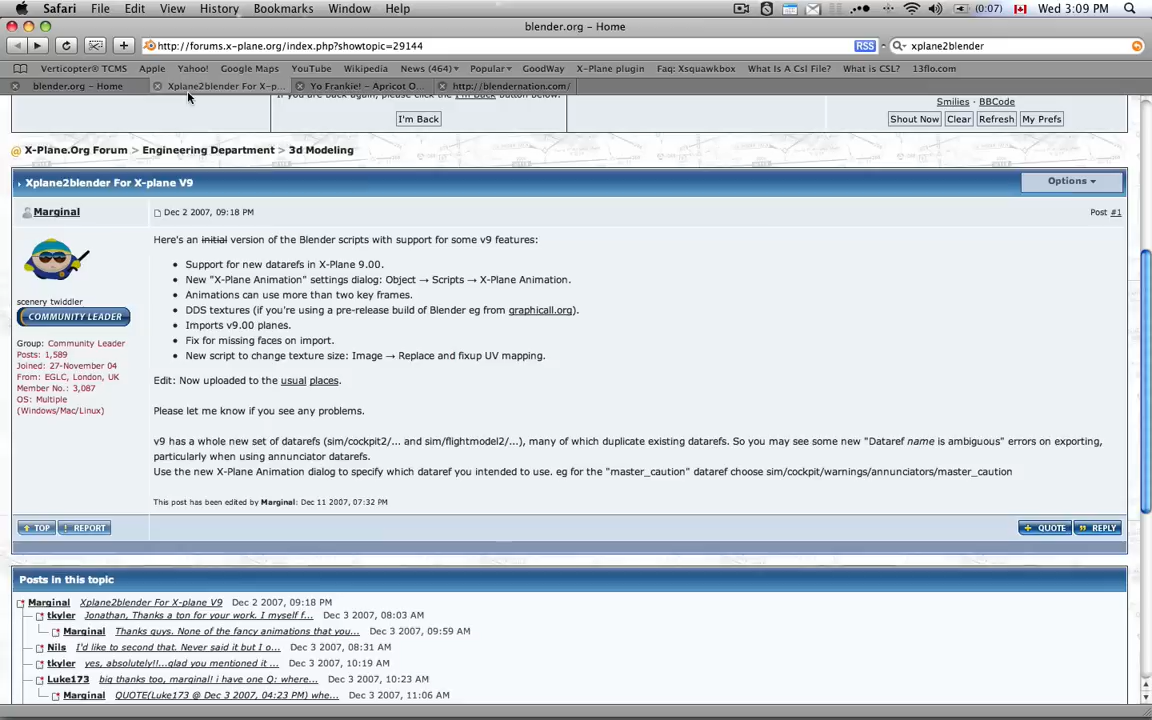 Safari File Edit View History Bookmarks Window Help (0:07) Wed 3:09 PM
blender.org – Home
http://forums.x-plane.org/index.php?showtopic=29144 RSS xplane2blender
Verticopter® TCMS Apple Yahoo! Google Maps YouTube Wikipedia News (464) Popular GoodWay X-Plane plugin Faq: Xsquawkbox What Is A Csl File? What is CSL? 13flo.com
blender.org – Home Xplane2blender For X-p... Yo Frankie! – Apricot O... http://blendernation.com/
If you are back again, please click the I'm Back button below.
Smilies - BBCode
I'm Back Shout Now Clear Refresh My Prefs
X-Plane.Org Forum > Engineering Department > 3d Modeling
Xplane2blender For X-plane V9 Options
Marginal Dec 2 2007, 09:18 PM Post #1
Here's an initial version of the Blender scripts with support for some v9 features:
• Support for new datarefs in X-Plane 9.00.
• New "X-Plane Animation" settings dialog: Object → Scripts → X-Plane Animation.
• Animations can use more than two key frames.
• DDS textures (if you're using a pre-release build of Blender eg from graphicall.org).
• Imports v9.00 planes.
• Fix for missing faces on import.
• New script to change texture size: Image → Replace and fixup UV mapping.
scenery twiddler
COMMUNITY LEADER
Group: Community Leader
Posts: 1,589
Joined: 27-November 04
From: EGLC, London, UK
Member No.: 3,087
OS: Multiple
(Windows/Mac/Linux)
Edit: Now uploaded to the usual places.
Please let me know if you see any problems.
v9 has a whole new set of datarefs (sim/cockpit2/... and sim/flightmodel2/...), many of which duplicate existing datarefs. So you may see some new "Dataref name is ambiguous" errors on exporting,
particularly when using annunciator datarefs.
Use the new X-Plane Animation dialog to specify which dataref you intended to use. eg for the "master_caution" dataref choose sim/cockpit/warnings/annunciators/master_caution
This post has been edited by Marginal: Dec 11 2007, 07:32 PM
TOP ! REPORT + QUOTE REPLY
Posts in this topic
Marginal Xplane2blender For X-plane V9 Dec 2 2007, 09:18 PM
tkyler Jonathan, Thanks a ton for your work. I myself f... Dec 3 2007, 08:03 AM
Marginal Thanks guys. None of the fancy animations that you... Dec 3 2007, 09:59 AM
Nils I'd like to second that. Never said it but I o... Dec 3 2007, 08:31 AM
tkyler yes, absolutely!!...glad you mentioned it ... Dec 3 2007, 10:19 AM
Luke173 big thanks too, marginal! i have one Q: where... Dec 3 2007, 10:23 AM
Marginal QUOTE(Luke173 @ Dec 3 2007, 04:23 PM) whe... Dec 3 2007, 11:06 AM